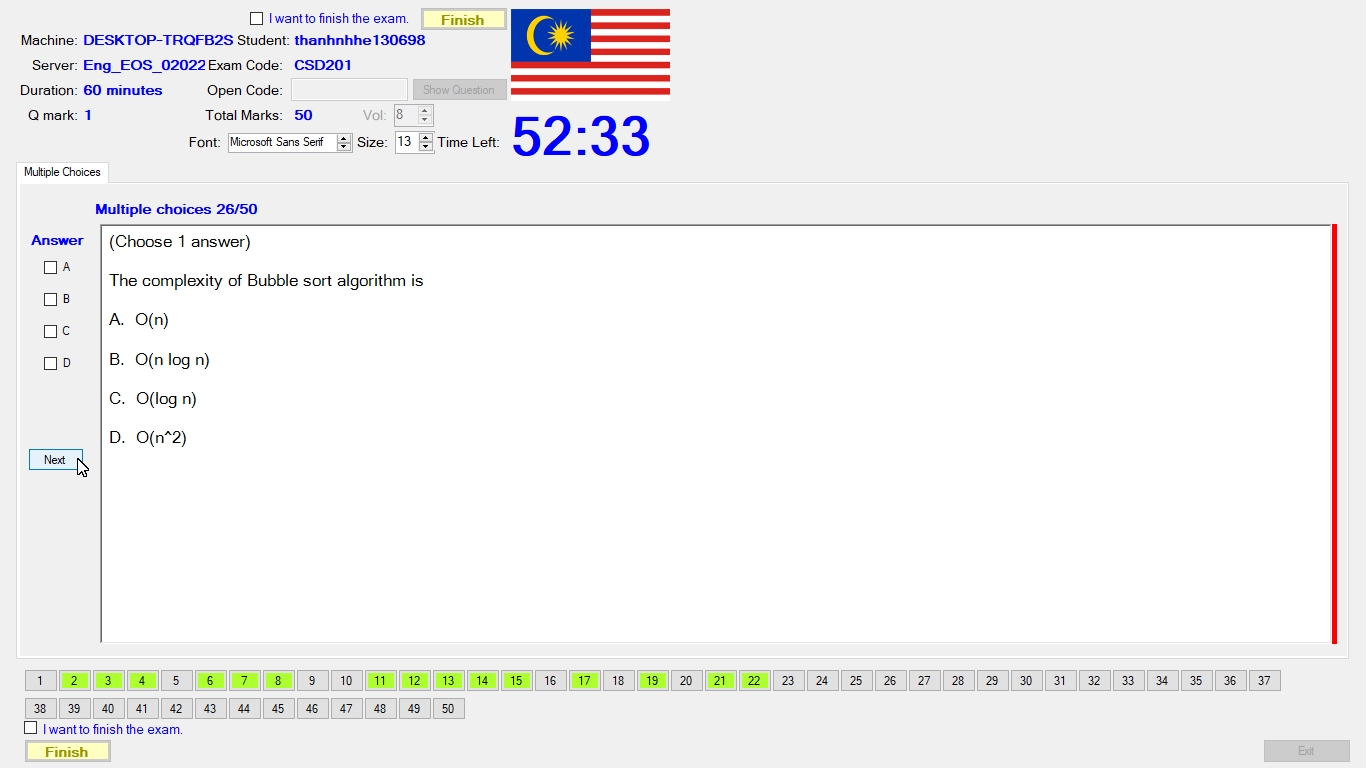 I want to finish the exam. Finish
Machine: DESKTOP-TRQFB2S Student: thanhnhhe130698
Server: Eng_EOS_02022 Exam Code: CSD201
Duration: 60 minutes Open Code: Show Question
Q mark: 1 Total Marks: 50 Vol: 8
Font: Microsoft Sans Serif Size: 13 Time Left: 52:33
Multiple Choices
Multiple choices 26/50
Answer
(Choose 1 answer)
A
The complexity of Bubble sort algorithm is
B
A. O(n)
C
B. O(n log n)
D
C. O(log n)
D. O(n^2)
Next
1 2 3 4 5 6 7 8 9 10 11 12 13 14 15 16 17 18 19 20 21 22 23 24 25 26 27 28 29 30 31 32 33 34 35 36 37
38 39 40 41 42 43 44 45 46 47 48 49 50
I want to finish the exam.
Finish Exit